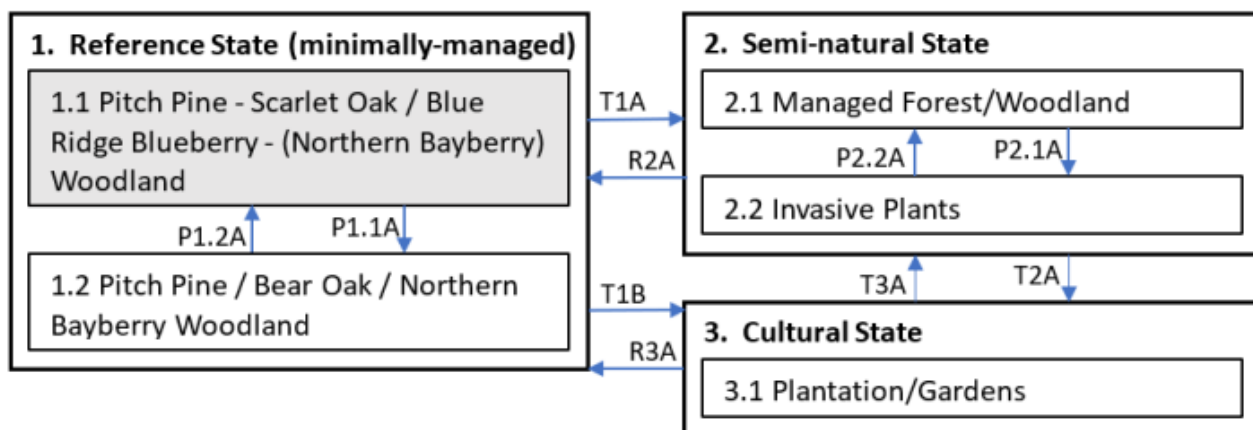 1. Reference State (minimally-managed)
1.1 Pitch Pine - Scarlet Oak / Blue
Ridge Blueberry - (Northern Bayberry)
Woodland
P1.2A
P1.1A
1.2 Pitch Pine / Bear Oak / Northern
Bayberry Woodland
T1A
R2A
T1B
R3A
2. Semi-natural State
2.1 Managed Forest/Woodland
P2.2A
P2.1A
2.2 Invasive Plants
T3A
T2A
3. Cultural State
3.1 Plantation/Gardens